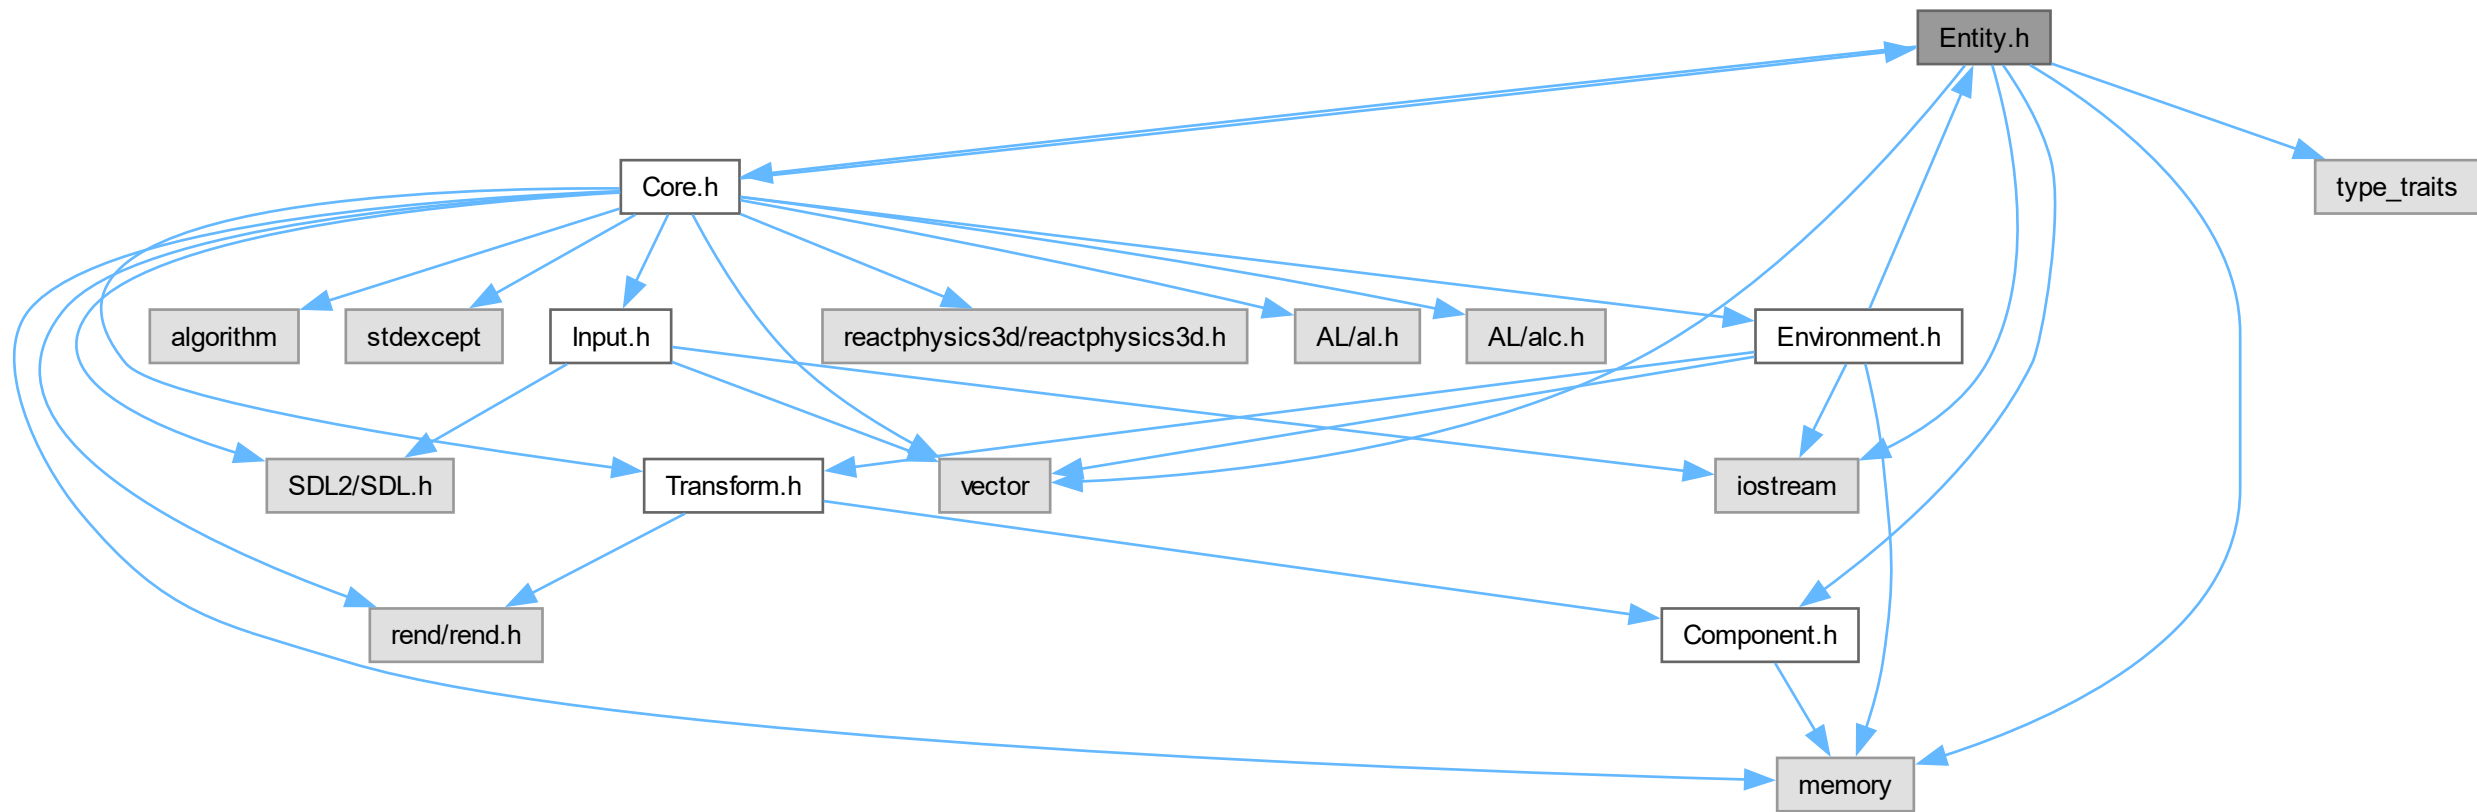 Entity.h
Core.h
type_traits
algorithm
stdexcept
Input.h
reactphysics3d/reactphysics3d.h
AL/al.h
AL/alc.h
Environment.h
SDL2/SDL.h
Transform.h
vector
iostream
rend/rend.h
Component.h
memory